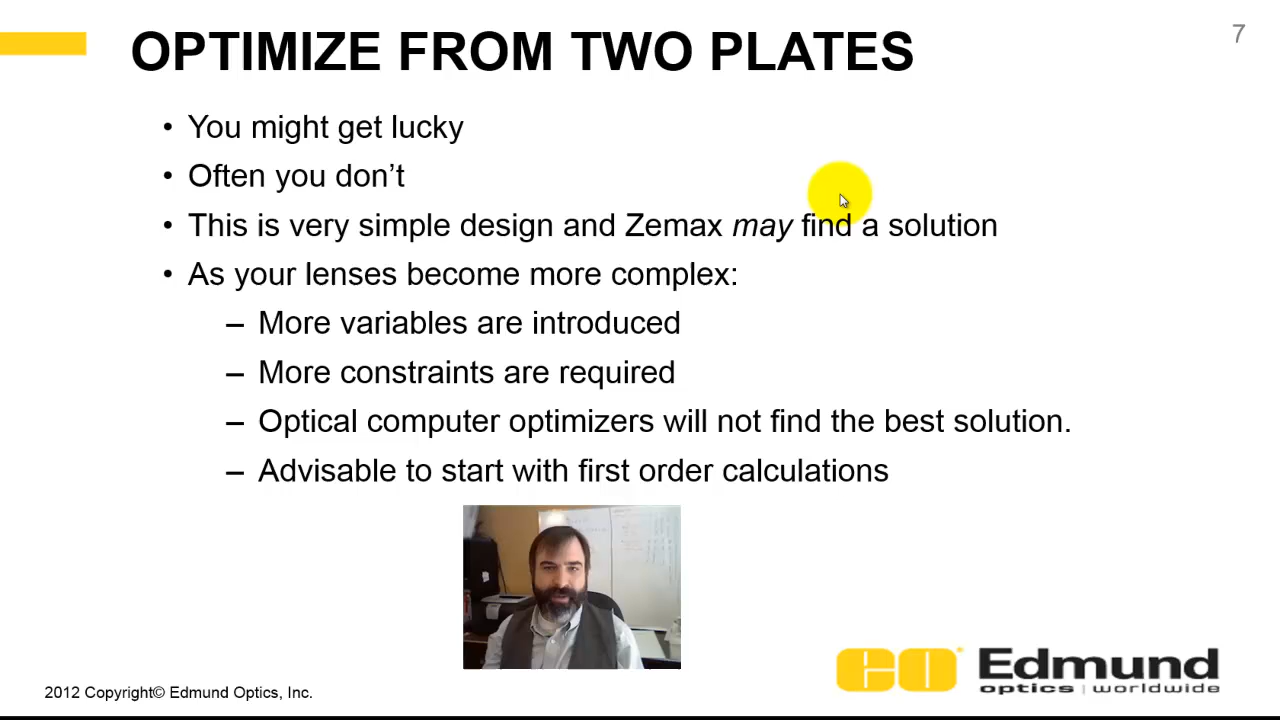 7
OPTIMIZE FROM TWO PLATES
• You might get lucky
• Often you don’t
• This is very simple design and Zemax may find a solution
• As your lenses become more complex:
– More variables are introduced
– More constraints are required
– Optical computer optimizers will not find the best solution.
– Advisable to start with first order calculations
EO Edmund
optics | worldwide
2012 Copyright© Edmund Optics, Inc.